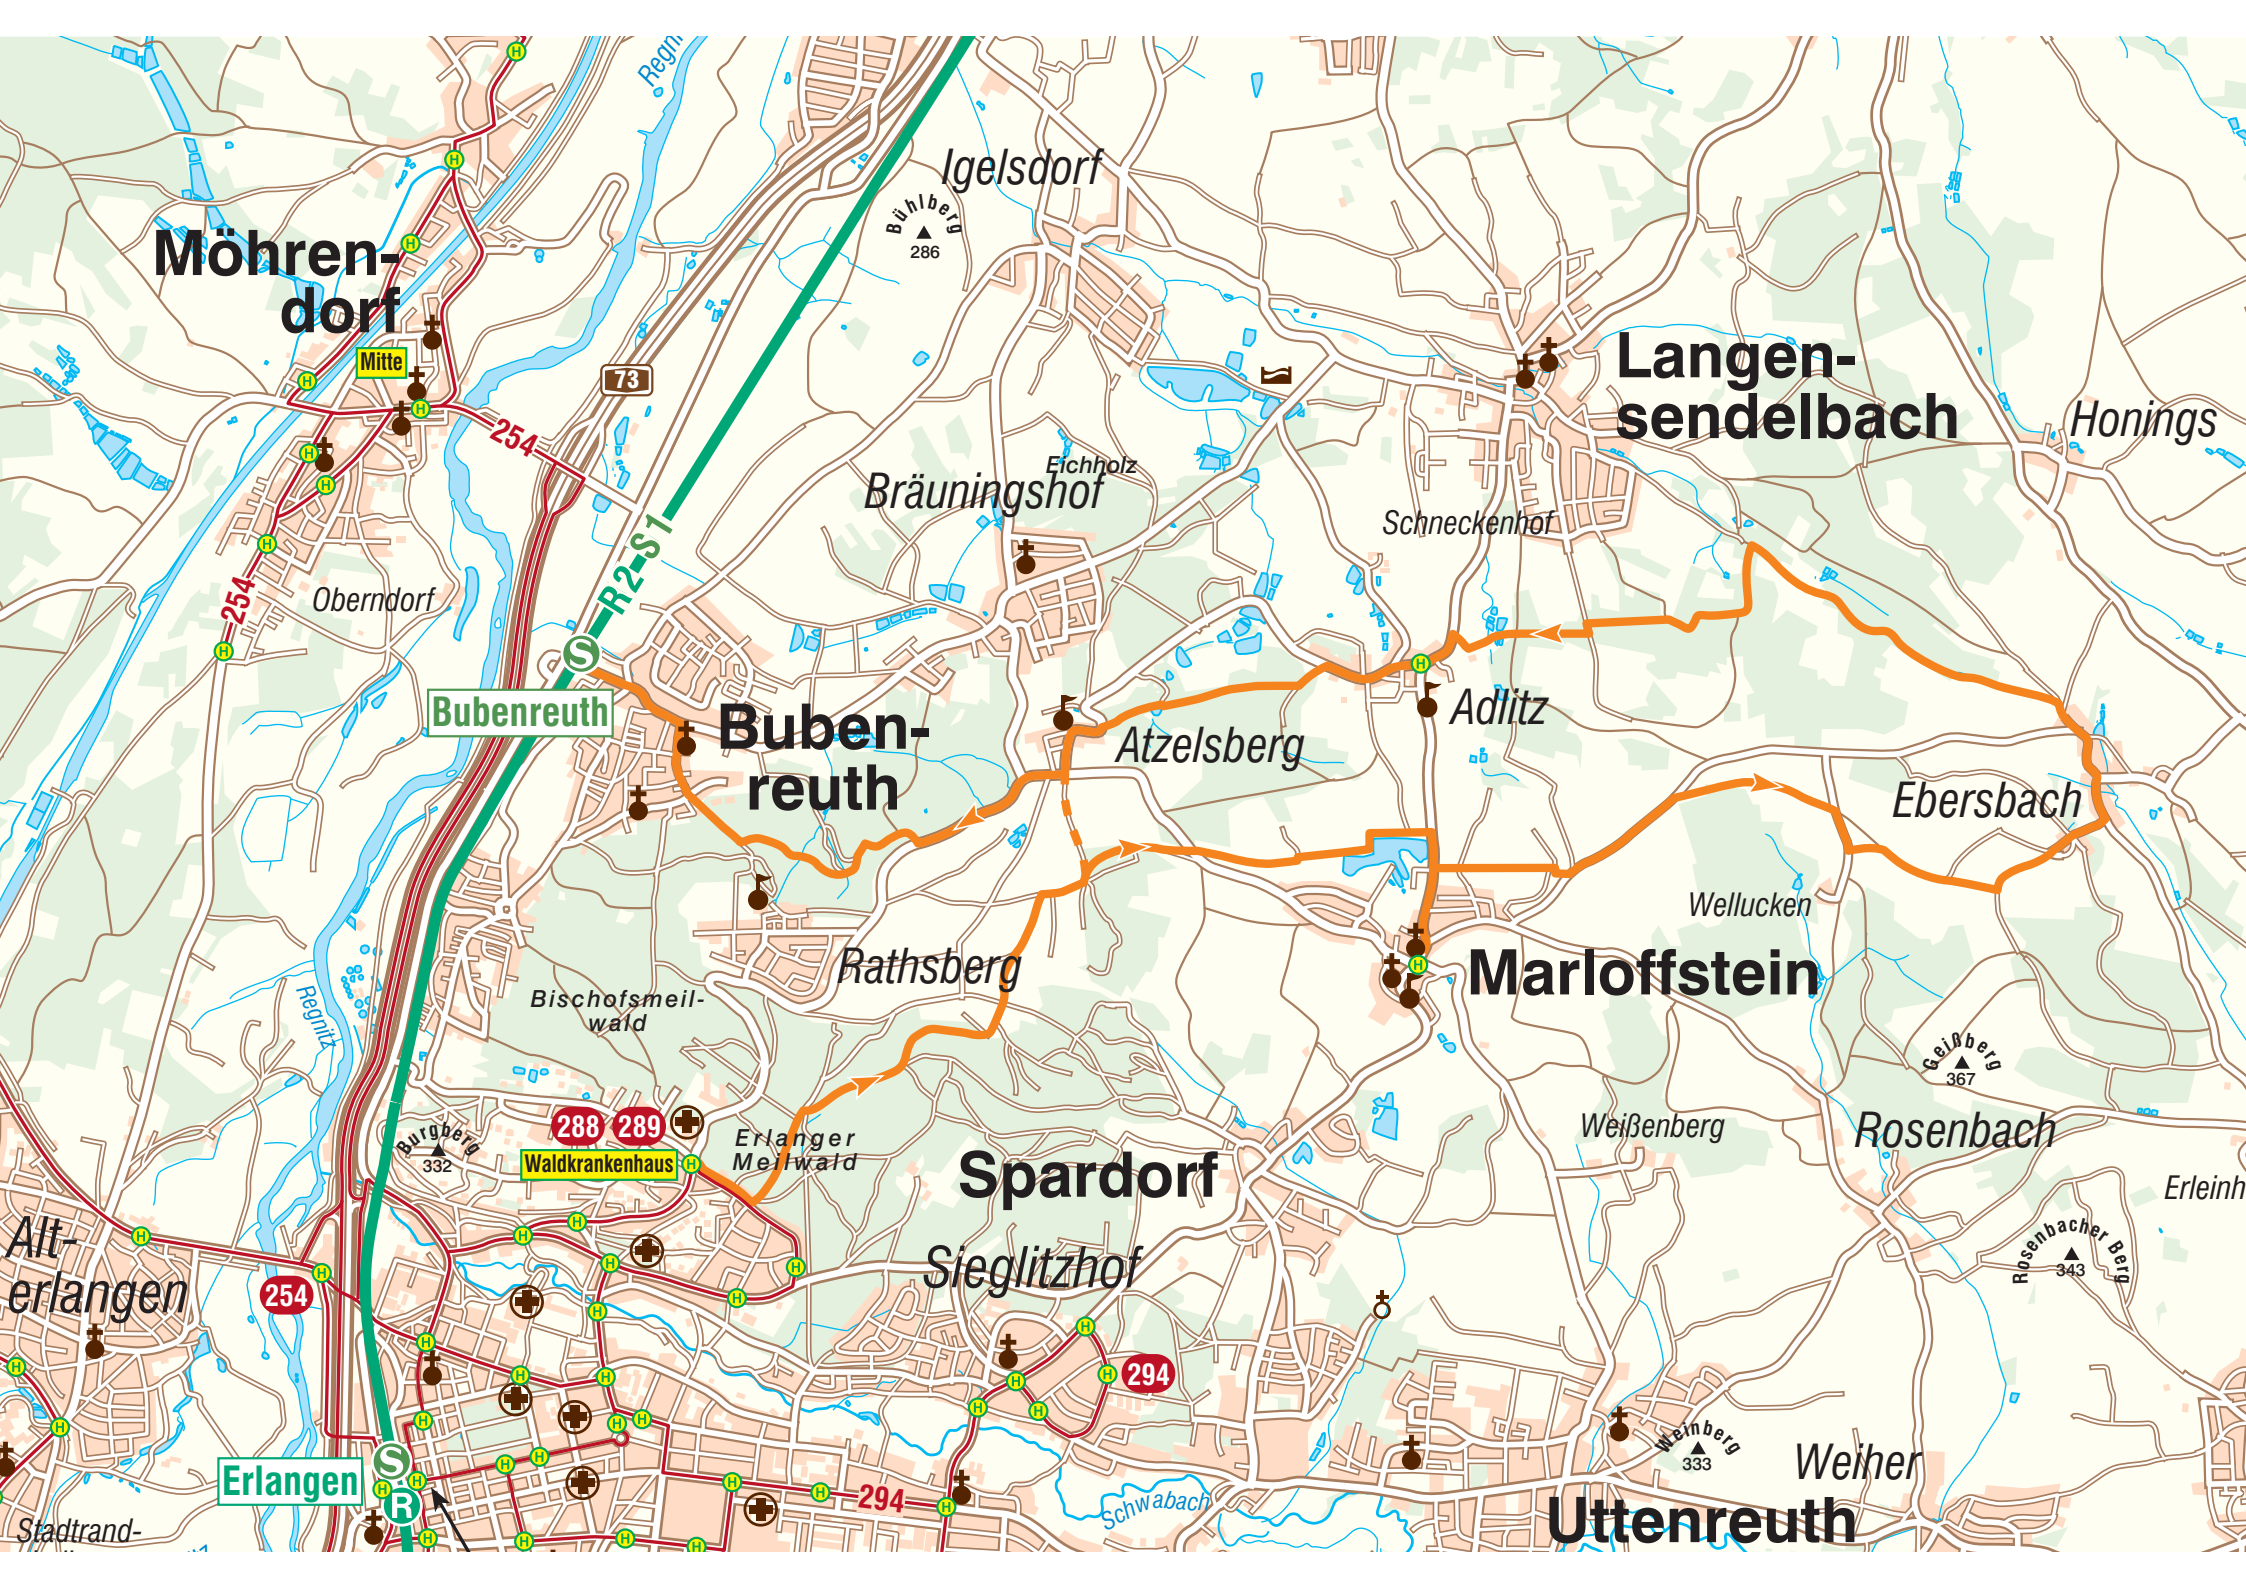 Regni
Igelsdorf
Bühlberg
286
Möhren-
dorf
Mitte
73
254
Langen-
sendelbach
Honings
Eichholz
Bräuningshof
Schneckenhof
R2-S1
254
Oberndorf
S
Bubenreuth
Buben-
reuth
Adlitz
Atzelsberg
Ebersbach
Wellucken
Rathsberg
Marloffstein
Bischofsmeil-
wald
Regnitz
Geißberg
367
288
289
Burgberg
332
Waldkrankenhaus
Erlanger
Meilwald
Weißenberg
Rosenbach
Spardorf
Erleinh
Alt-
erlangen
Sieglitzhof
Rosenbacher Berg
343
254
294
Weinberg
333
Weiher
Erlangen
S
R
294
Schwabach
Uttenreuth
Stadtrand-